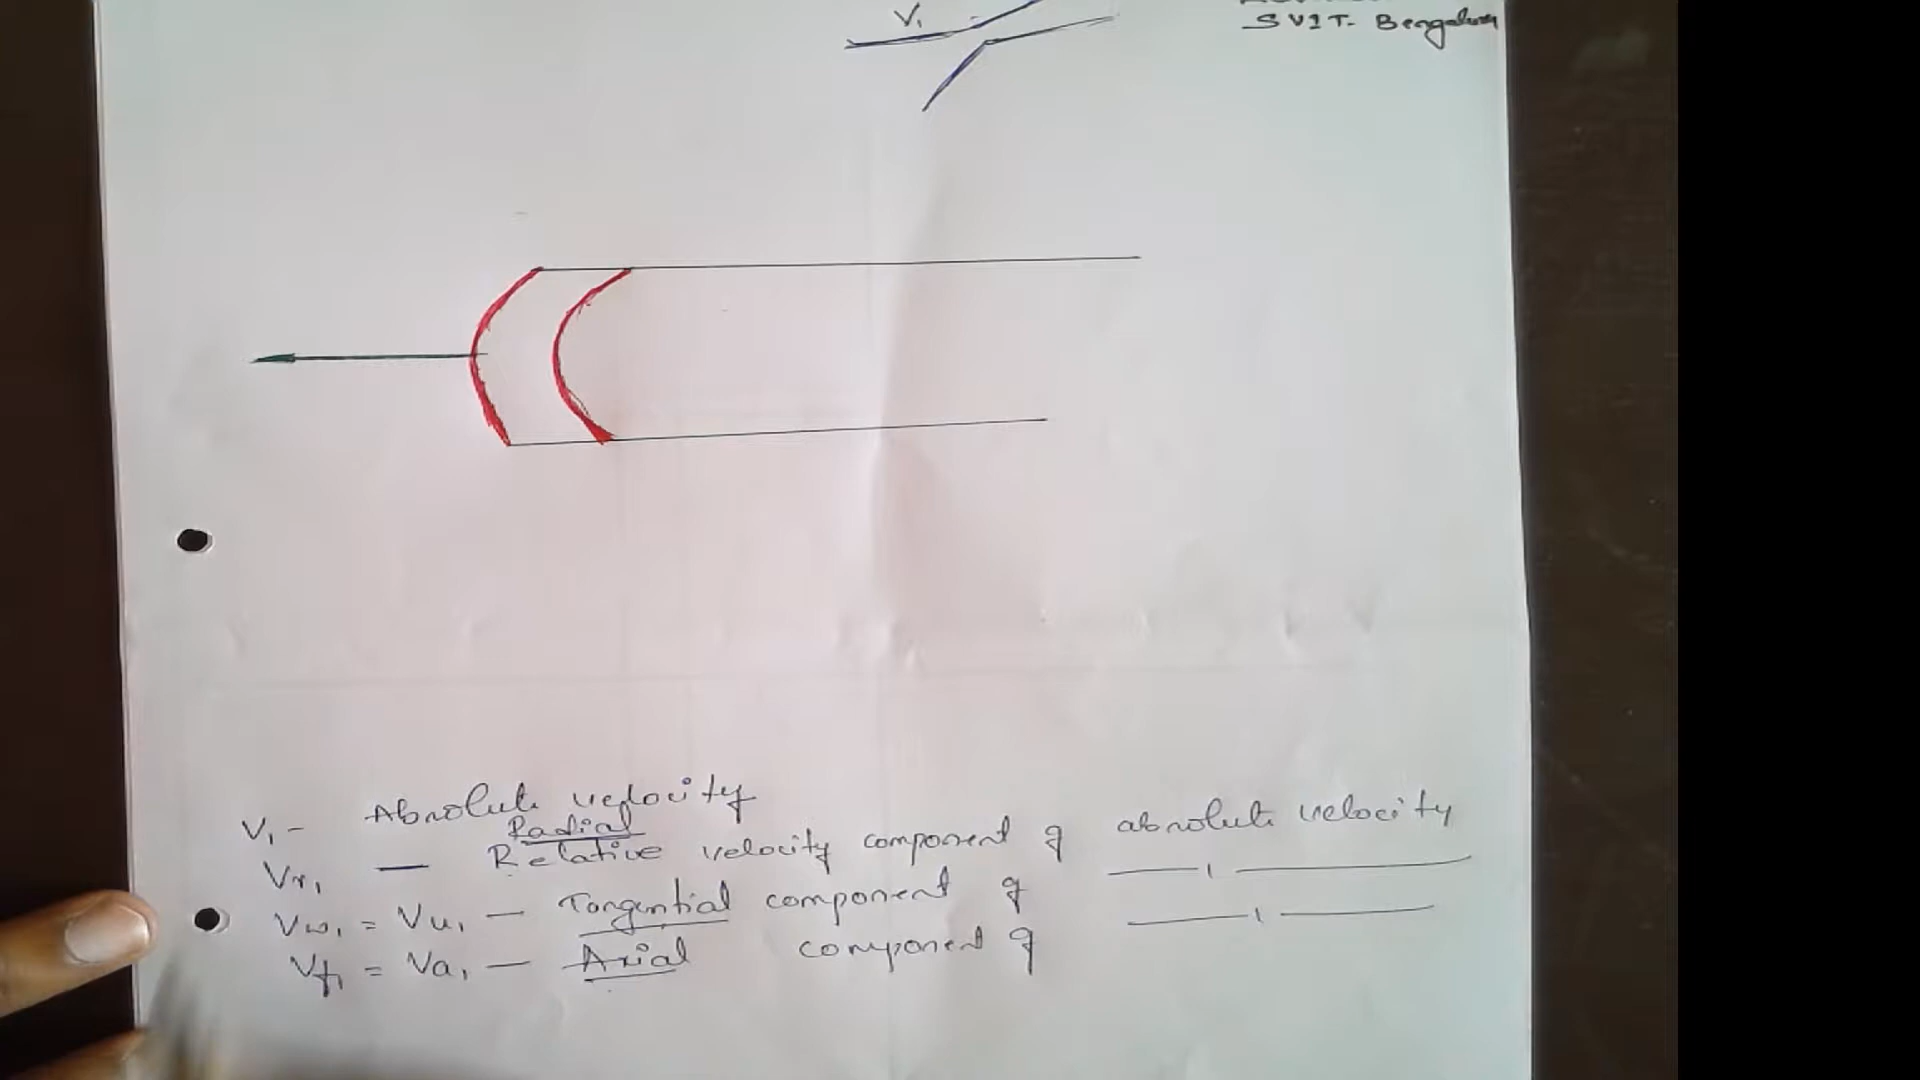 V₁
SVIT- Bengaluru
V₁ - Absolute velocity
Radial
Vr₁ — Relative velocity component of absolute velocity
Vw₁ = Vu₁ — Tangential component of —— ı ——
Vf₁ = Va₁ — Axial component of —— ı ——